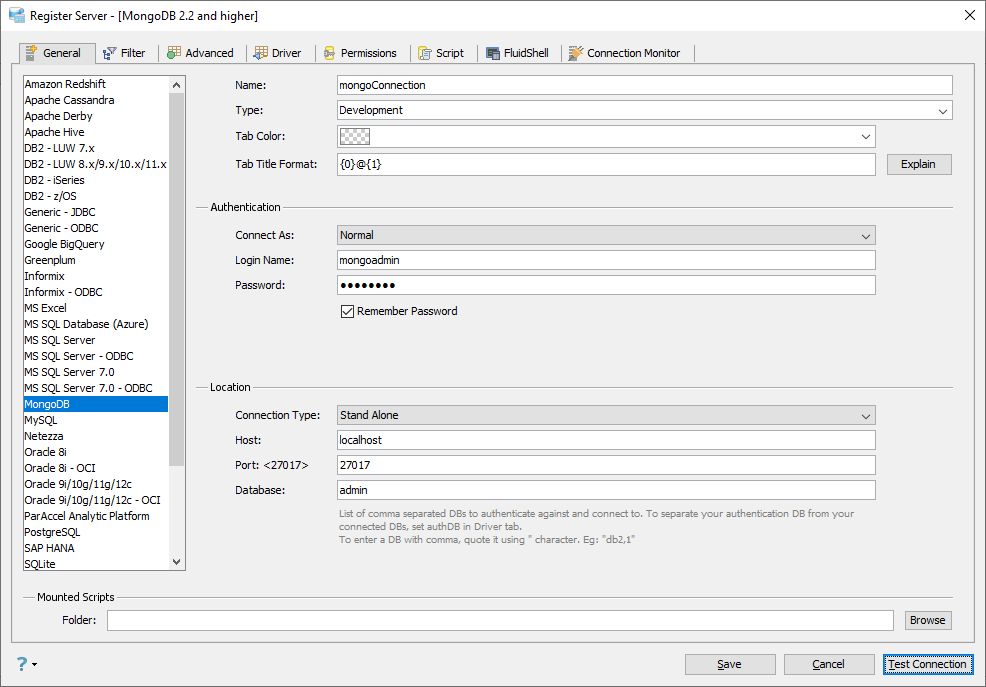 Register Server - [MongoDB 2.2 and higher]
General Filter Advanced Driver Permissions Script FluidShell Connection Monitor
Amazon Redshift
Apache Cassandra
Apache Derby
Apache Hive
DB2 - LUW 7.x
DB2 - LUW 8.x/9.x/10.x/11.x
DB2 - iSeries
DB2 - z/OS
Generic - JDBC
Generic - ODBC
Google BigQuery
Greenplum
Informix
Informix - ODBC
MS Excel
MS SQL Database (Azure)
MS SQL Server
MS SQL Server - ODBC
MS SQL Server 7.0
MS SQL Server 7.0 - ODBC
MongoDB
MySQL
Netezza
Oracle 8i
Oracle 8i - OCI
Oracle 9i/10g/11g/12c
Oracle 9i/10g/11g/12c - OCI
ParAccel Analytic Platform
PostgreSQL
SAP HANA
SQLite
Name: mongoConnection
Type: Development
Tab Color:
Tab Title Format: {0}@{1} Explain
Authentication
Connect As: Normal
Login Name: mongoadmin
Password: ●●●●●●●●
Remember Password
Location
Connection Type: Stand Alone
Host: localhost
Port: <27017> 27017
Database: admin
List of comma separated DBs to authenticate against and connect to. To separate your authentication DB from your
connected DBs, set authDB in Driver tab.
To enter a DB with comma, quote it using " character. Eg: "db2,1"
Mounted Scripts
Folder: Browse
? Save Cancel Test Connection